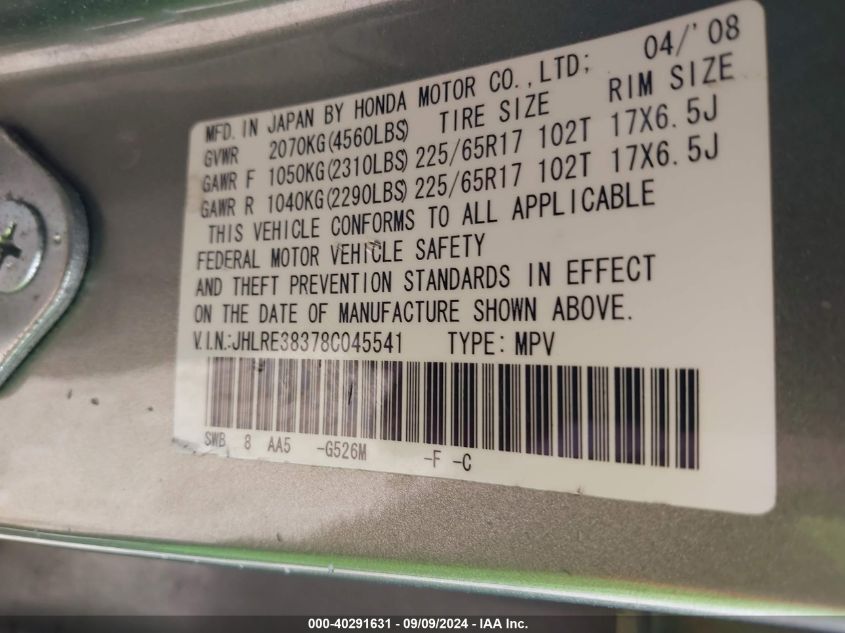 MFD. IN JAPAN BY HONDA MOTOR CO.,LTD; 04/'08
GVWR 2070KG(4560LBS) TIRE SIZE RIM SIZE
GAWR F 1050KG(2310LBS) 225/65R17 102T 17X6.5J
GAWR R 1040KG(2290LBS) 225/65R17 102T 17X6.5J
THIS VEHICLE CONFORMS TO ALL APPLICABLE
FEDERAL MOTOR VEHICLE SAFETY
AND THEFT PREVENTION STANDARDS IN EFFECT
ON THE DATE OF MANUFACTURE SHOWN ABOVE.
V.I.N.:JHLRE38378C045541 TYPE: MPV
SWB 8 AA5 -G526M -F -C
000-40291631 - 09/09/2024 - IAA Inc.